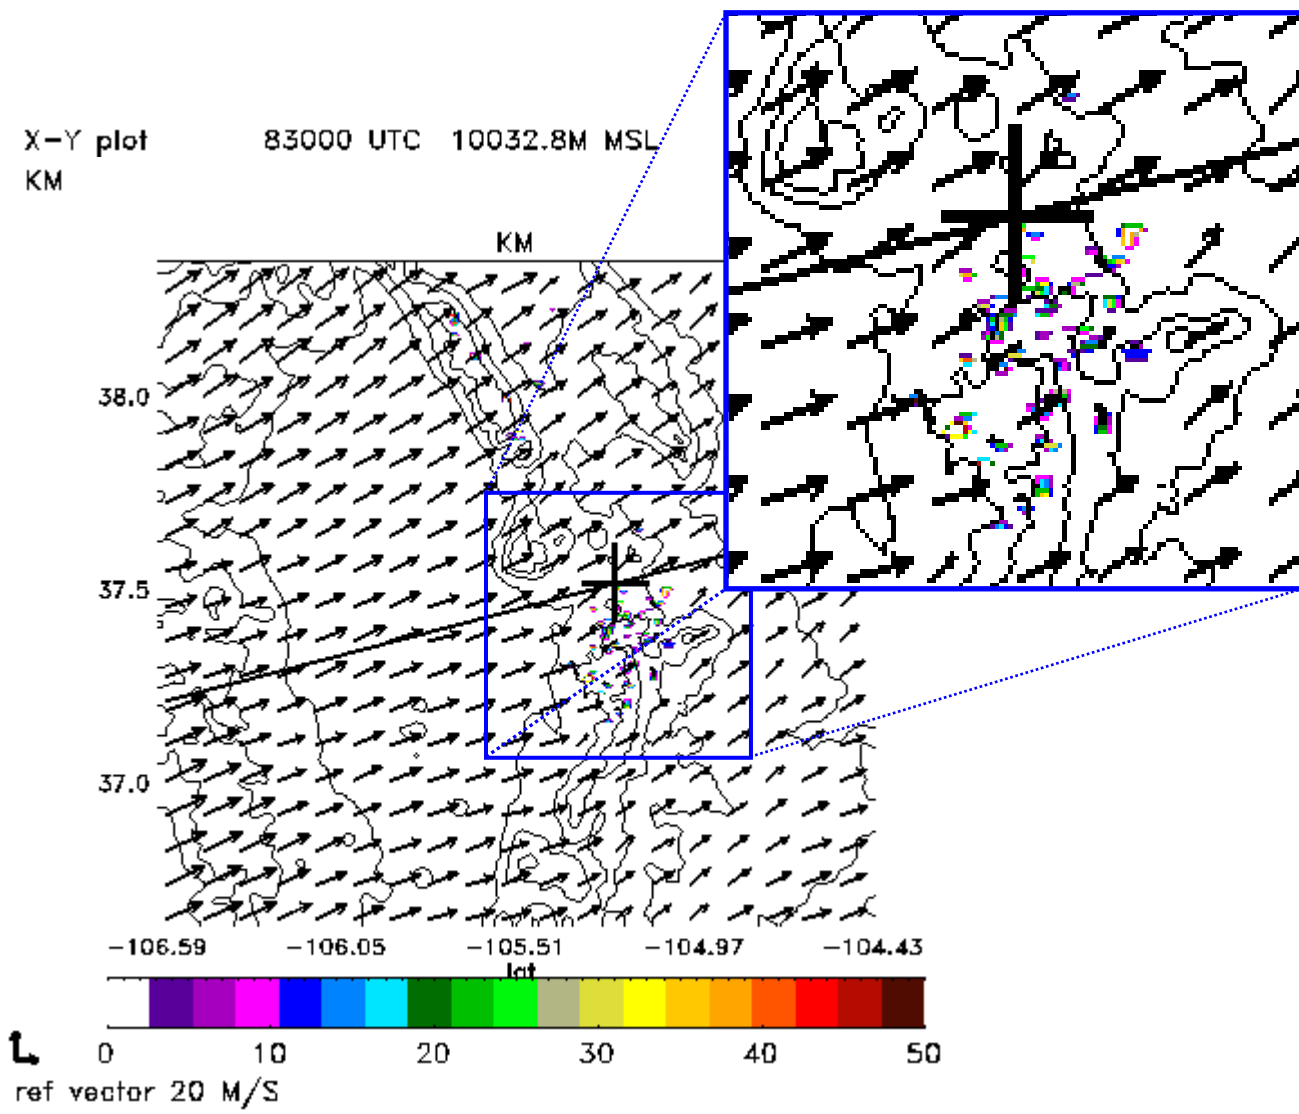 X-Y plot 83000 UTC 10032.8M MSL
KM
KM
38.0
37.5
37.0
-106.59 -106.05 -105.51 -104.97 -104.43
lat
0 10 20 30 40 50
ref vector 20 M/S